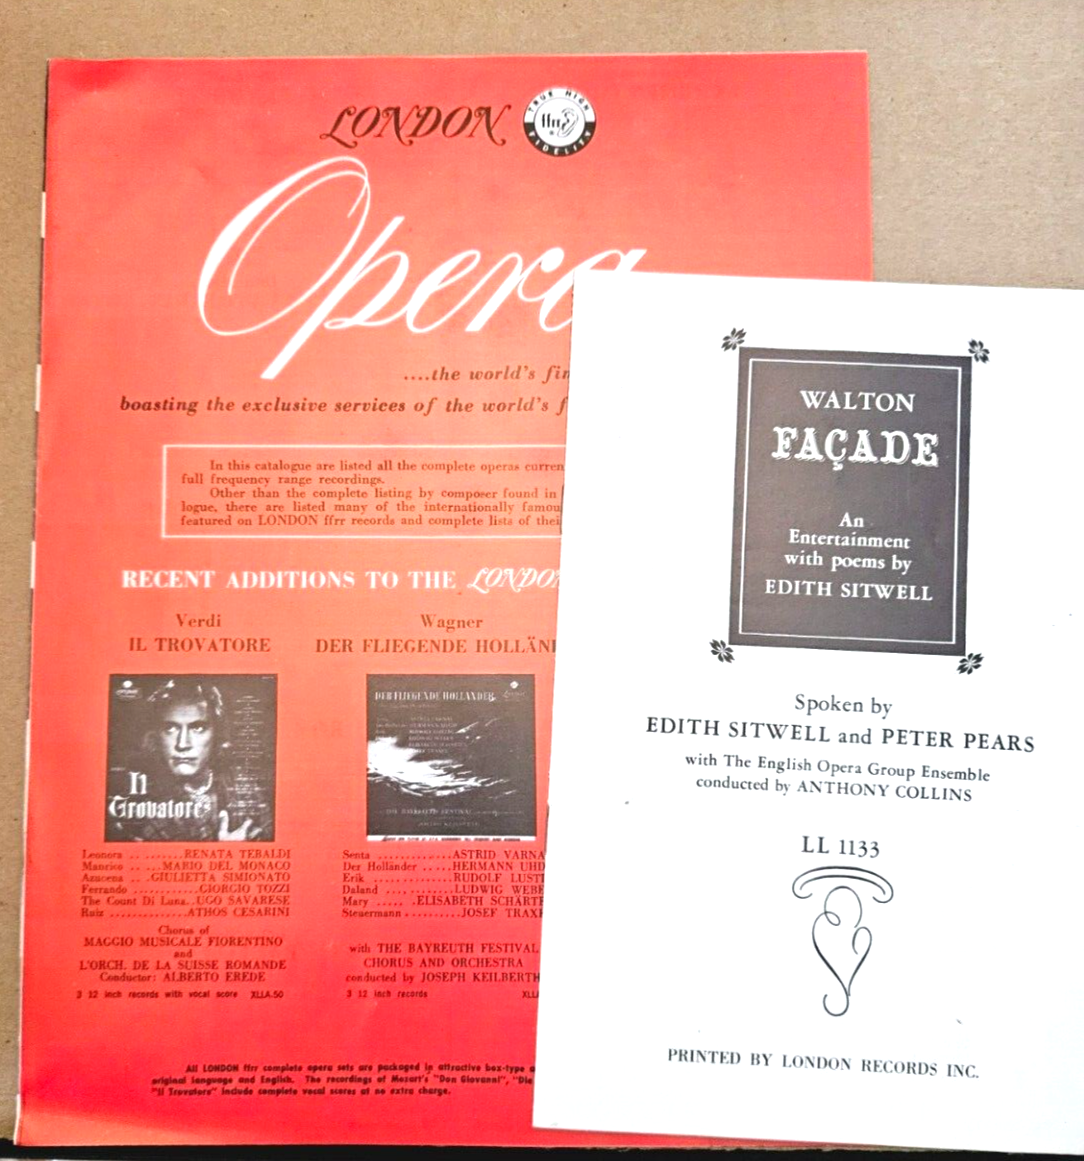 LONDON
TRUE HIGH
ffrr
FIDELITY
Opera
....the world's fin
boasting the exclusive services of the world's f
In this catalogue are listed all the complete operas curren
full frequency range recordings.
Other than the complete listing by composer found in
logue, there are listed many of the internationally famou
featured on LONDON ffrr records and complete lists of thei
RECENT ADDITIONS TO THE LONDON
Verdi
IL TROVATORE
Il
Trovatore
Leonora .. .......RENATA TEBALDI
Manrico .. ...MARIO DEL MONACO
Azucena .. .GIULIETTA SIMIONATO
Ferrando ............GIORGIO TOZZI
The Count Di Luna..UGO SAVARESE
Ruiz ...............ATHOS CESARINI
Chorus of
MAGGIO MUSICALE FIORENTINO
and
L'ORCH. DE LA SUISSE ROMANDE
Conductor: ALBERTO EREDE
3 12 inch records with vocal score XLLA-50
Wagner
DER FLIEGENDE HOLLÄN
DER FLIEGENDE HOLLÄNDER
Senta .............ASTRID VARNA
Der Holländer .....HERMANN UHD
Erik ..............RUDOLF LUST
Daland ...........LUDWIG WEBE
Mary ..... .ELISABETH SCHÄRTE
Steuermann ..........JOSEF TRAX
with THE BAYREUTH FESTIVAL
CHORUS AND ORCHESTRA
conducted by JOSEPH KEILBERTH
3 12 inch records XLL
All LONDON ffrr complete opera sets are packaged in attractive box-type a
original language and English. The recordings of Mozart's "Don Giovanni", "Die
"Il Trovatore" include complete vocal scores at no extra charge.
WALTON
FAÇADE
An
Entertainment
with poems by
EDITH SITWELL
Spoken by
EDITH SITWELL and PETER PEARS
with The English Opera Group Ensemble
conducted by ANTHONY COLLINS
LL 1133
PRINTED BY LONDON RECORDS INC.